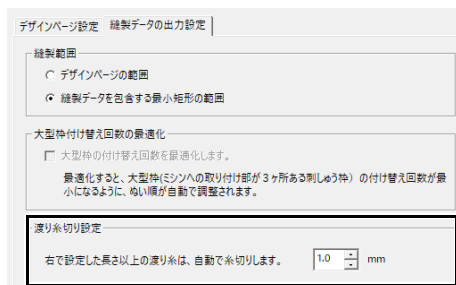 デザインページ設定 縫製データの出力設定
縫製範囲
デザインページの範囲
縫製データを包含する最小矩形の範囲
大型枠付け替え回数の最適化
大型枠の付け替え回数を最適化します。
最適化すると、大型枠(ミシンへの取り付け部が３ヶ所ある刺しゅう枠）の付け替え回数が最
小になるように、ぬい順が自動で調整されます。
渡り糸切り設定
右で設定した長さ以上の渡り糸は、自動で糸切りします。 1.0 mm